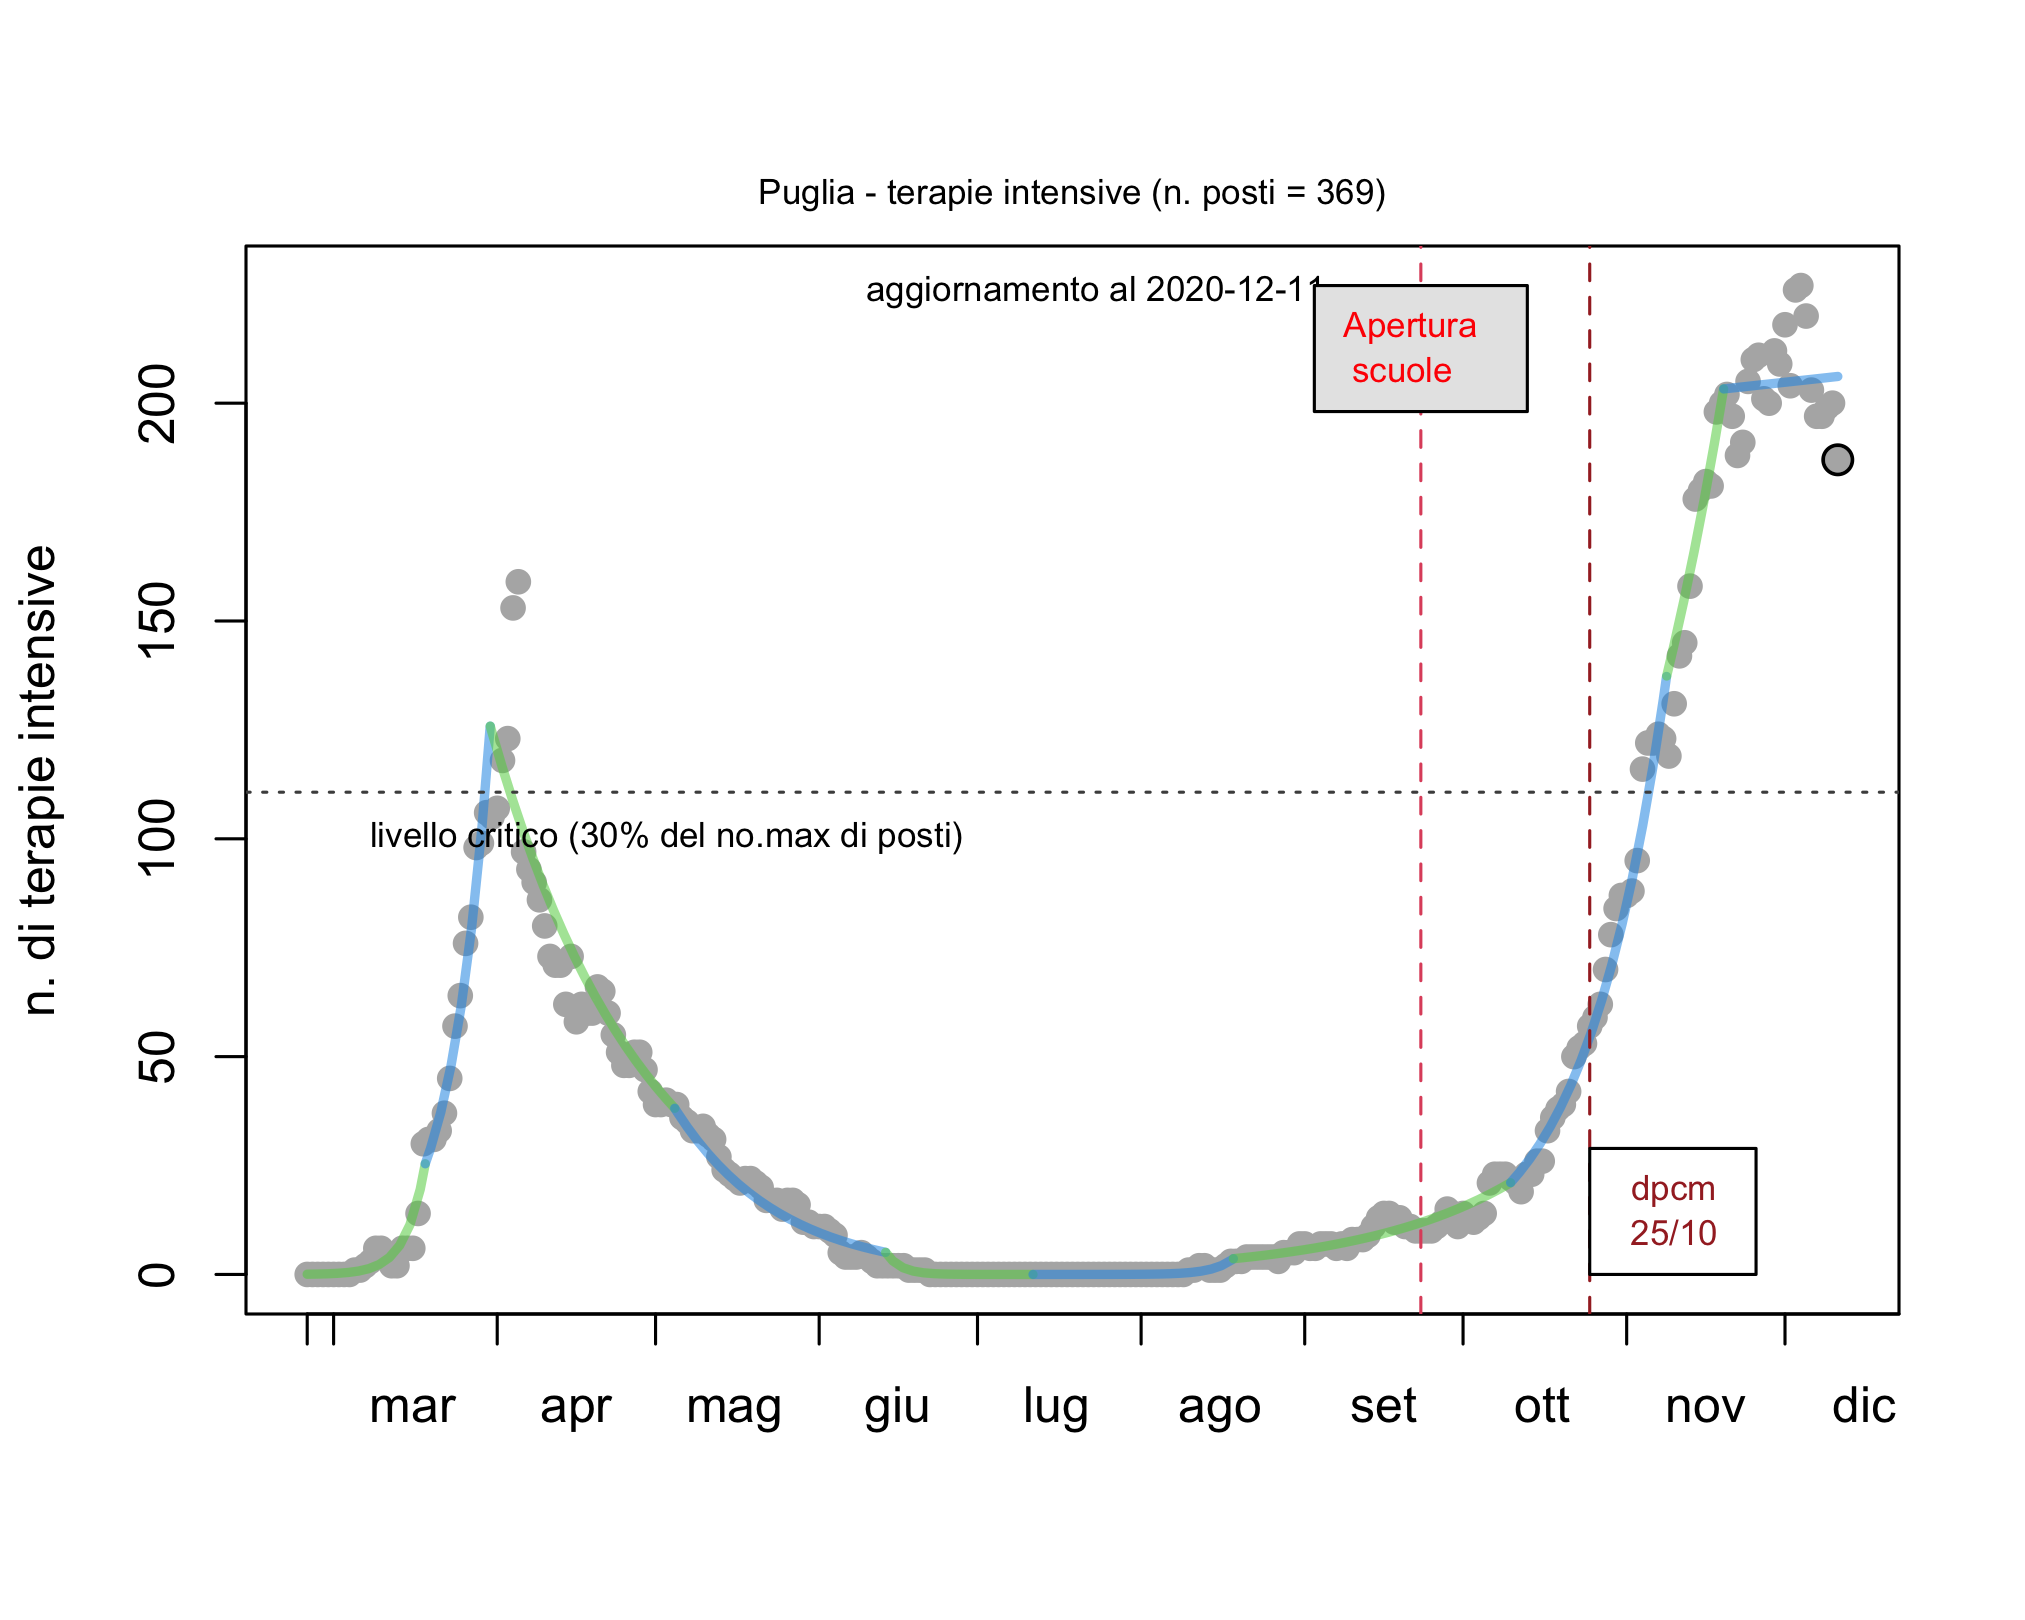 Puglia - terapie intensive (n. posti = 369)
aggiornamento al 2020-12-11
Apertura
scuole
n. di terapie intensive
200
150
100
50
0
livello critico (30% del no.max di posti)
dpcm
25/10
mar apr mag giu lug ago set ott nov dic